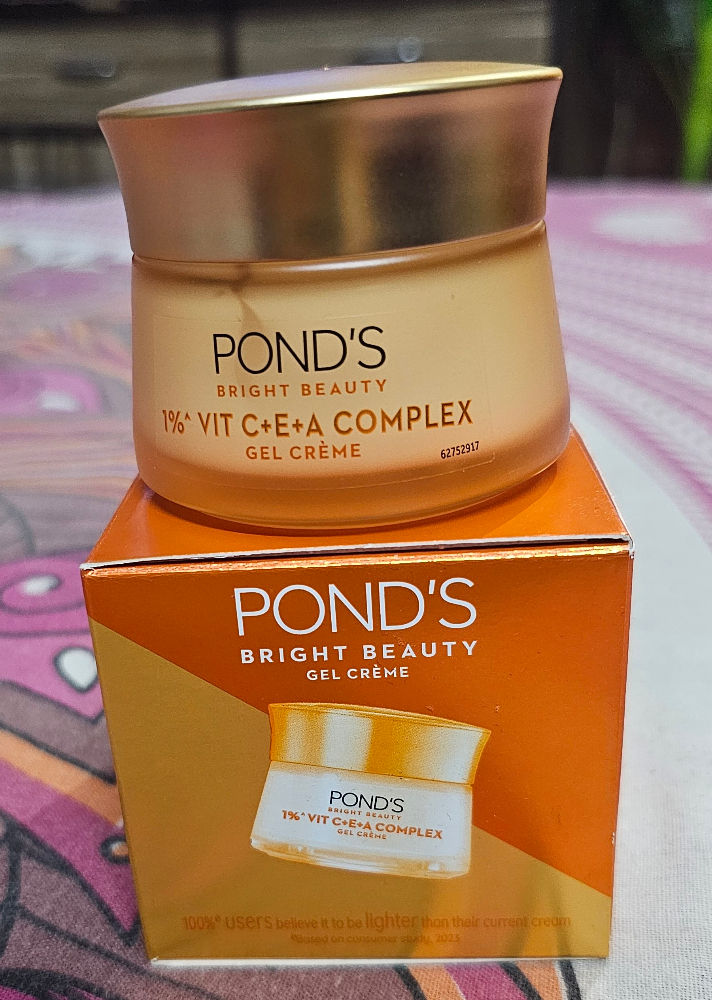 POND'S
BRIGHT BEAUTY
1%^ VIT C+E+A COMPLEX
GEL CRÈME
62752917
POND'S
BRIGHT BEAUTY
GEL CRÈME
POND'S
BRIGHT BEAUTY
1%^ VIT C+E+A COMPLEX
GEL CRÈME
100%# users believe it to be lighter than their current cream
#Based on consumer study, 2023